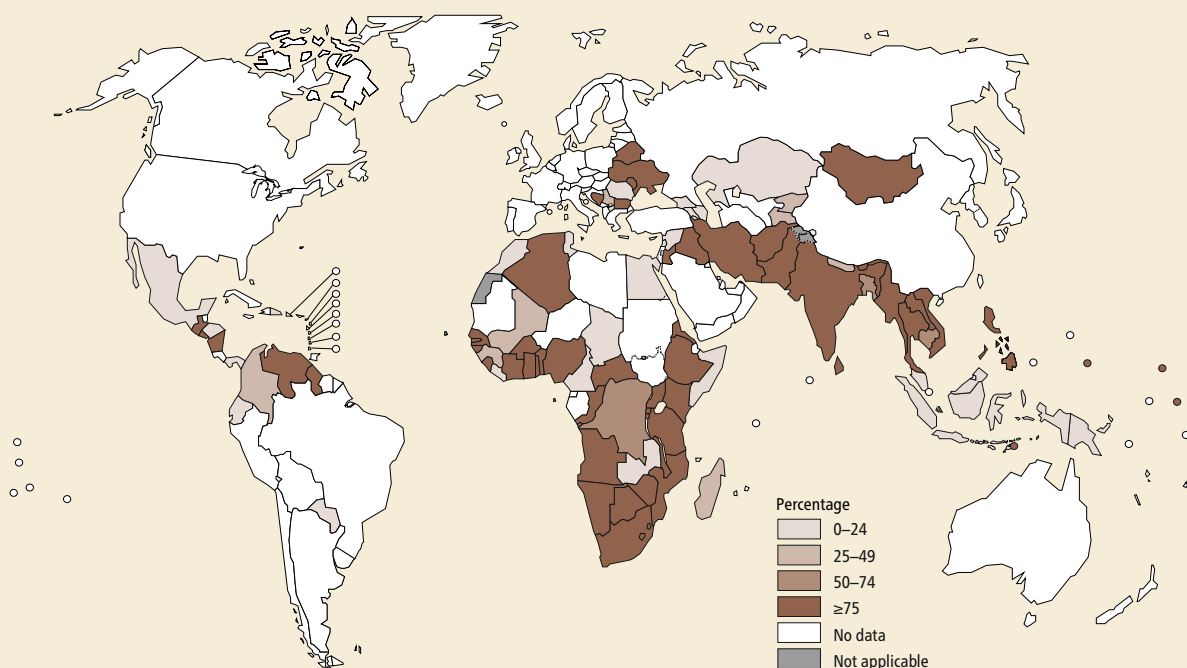 Percentage
0–24
25–49
50–74
≥75
No data
Not applicable